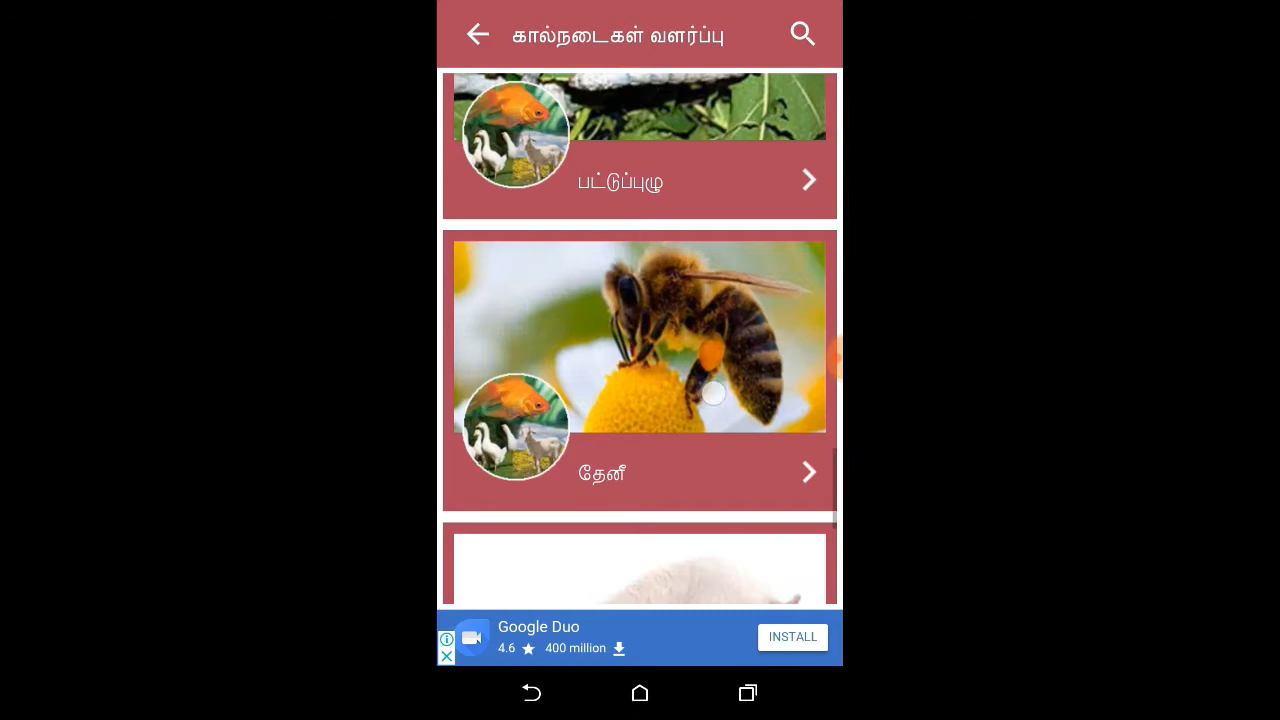 கால்நடைகள் வளர்ப்பு
பட்டுப்புழு
தேனீ
Google Duo
4.6 400 million
INSTALL